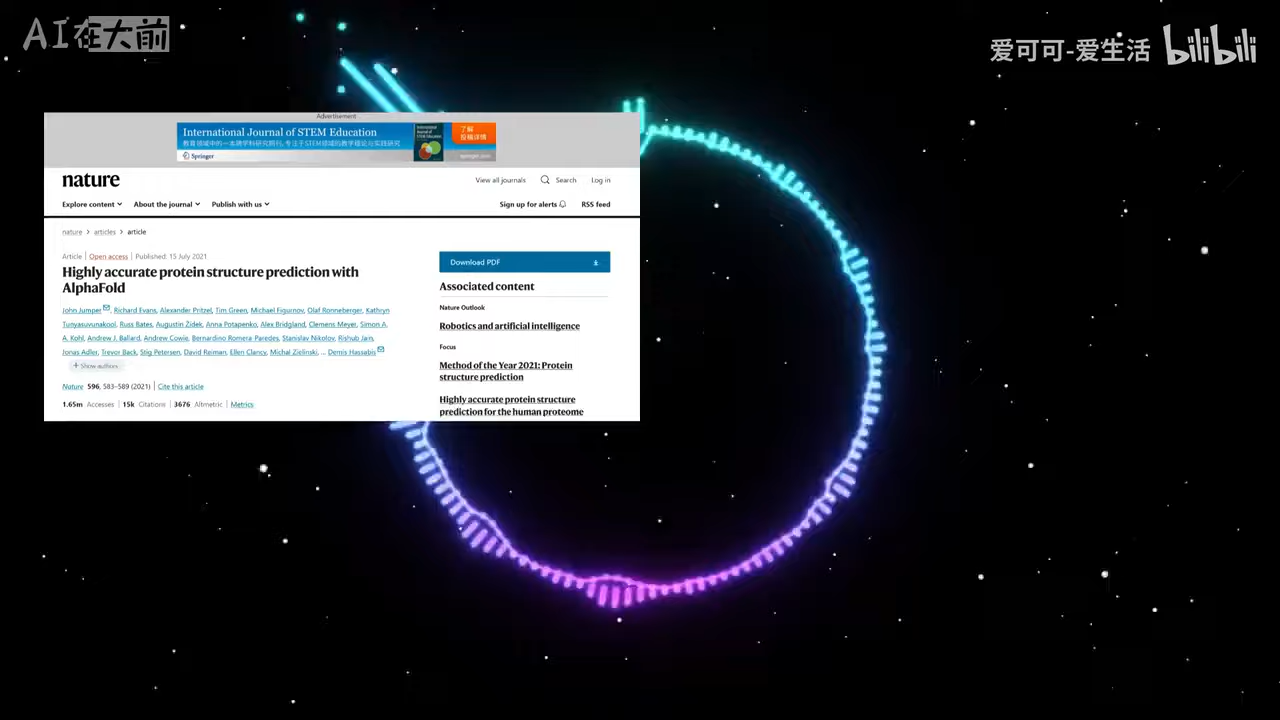 AI在大前
爱可可-爱生活 bilibili
Advertisement
International Journal of STEM Education
教育领域中的一本跨学科研究期刊,专注于STEM领域的教学理论与实践研究
了解
投稿详情
Springer
springer.com
nature
View all journals Search Log in
Explore content About the journal Publish with us
Sign up for alerts RSS feed
nature > articles > article
Article | Open access | Published: 15 July 2021
Highly accurate protein structure prediction with
AlphaFold
John Jumper, Richard Evans, Alexander Pritzel, Tim Green, Michael Figurnov, Olaf Ronneberger, Kathryn
Tunyasuvunakool, Russ Bates, Augustin Žídek, Anna Potapenko, Alex Bridgland, Clemens Meyer, Simon A.
A. Kohl, Andrew J. Ballard, Andrew Cowie, Bernardino Romera-Paredes, Stanislav Nikolov, Rishub Jain,
Jonas Adler, Trevor Back, Stig Petersen, David Reiman, Ellen Clancy, Michal Zielinski, … Demis Hassabis
+ Show authors
Nature 596, 583–589 (2021) | Cite this article
1.65m Accesses | 15k Citations | 3676 Altmetric | Metrics
Download PDF
Associated content
Nature Outlook
Robotics and artificial intelligence
Focus
Method of the Year 2021: Protein
structure prediction
Highly accurate protein structure
prediction for the human proteome